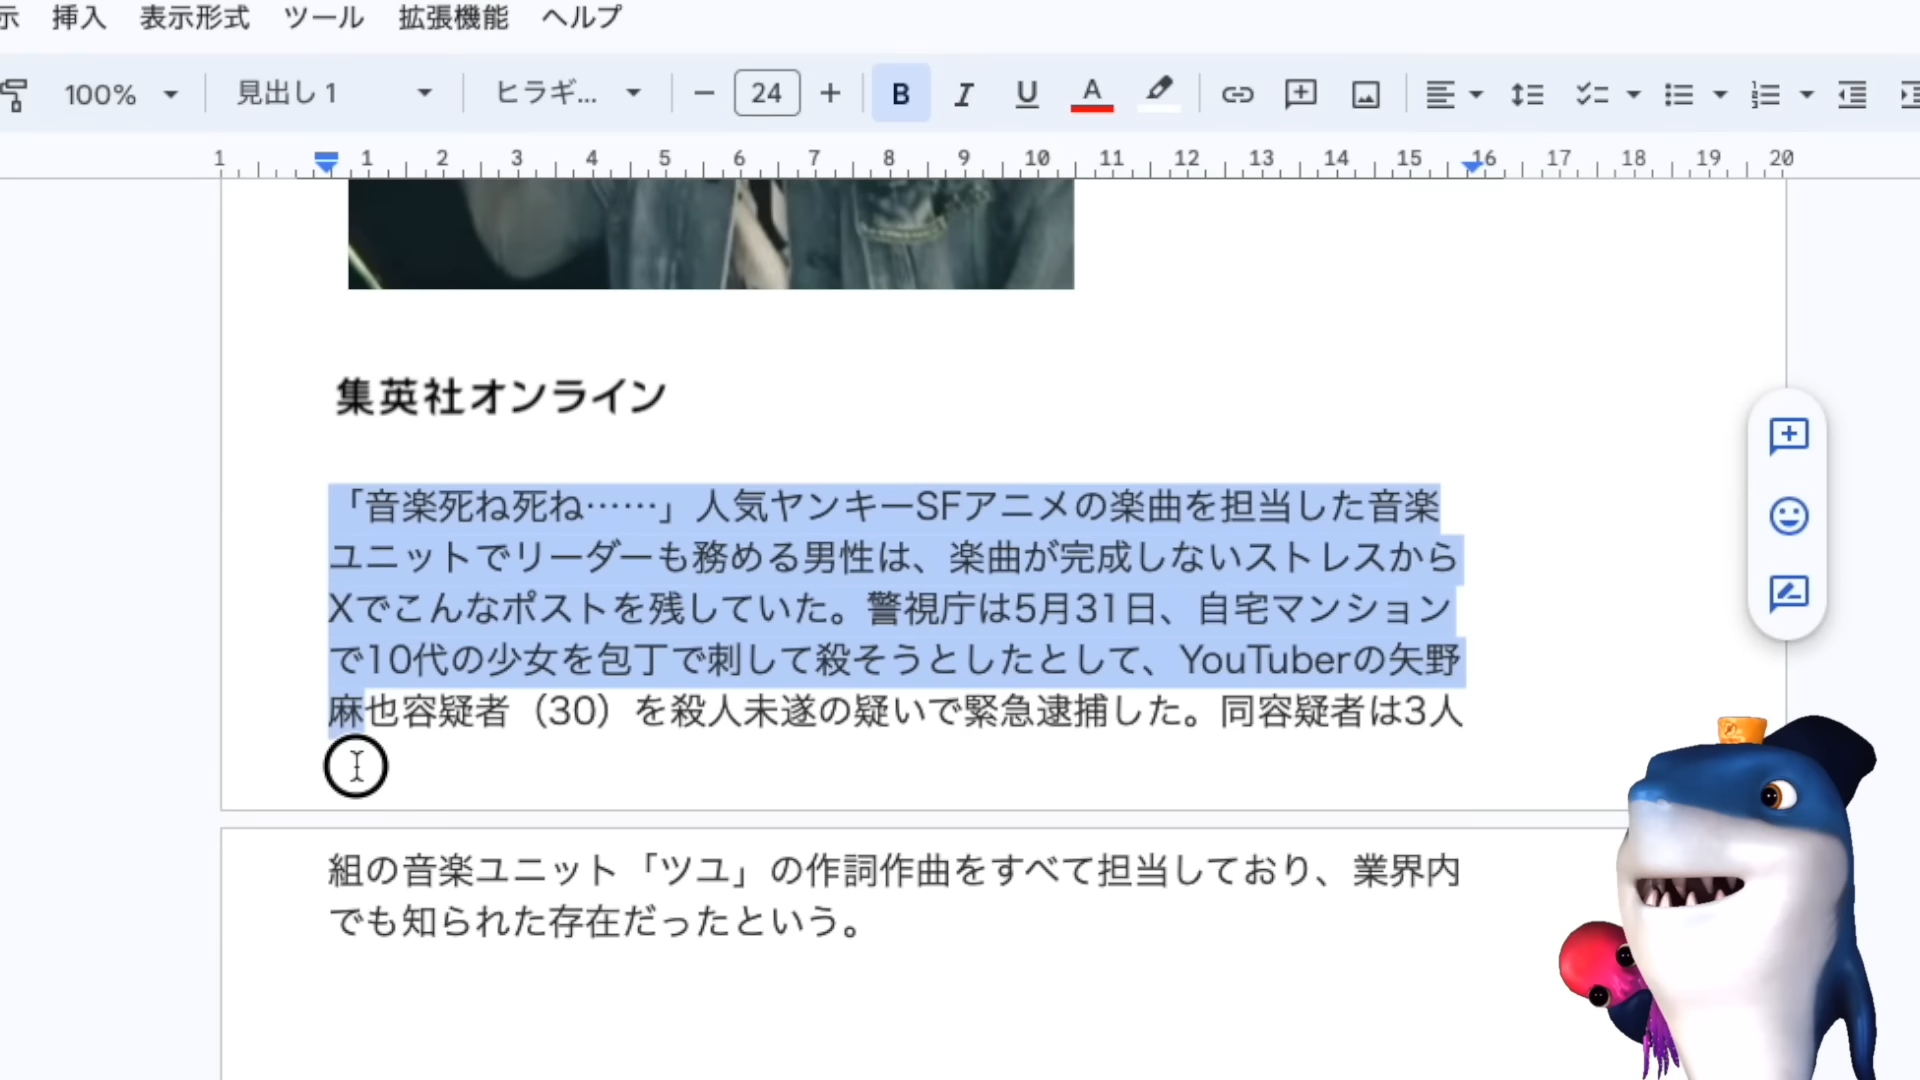 示 挿入 表示形式 ツール 拡張機能 ヘルプ
100% 見出し 1 ヒラギ... − 24 + B I U A
1 1 2 3 4 5 6 7 8 9 10 11 12 13 14 15 16 17 18 19 20
集英社オンライン
「音楽死ね死ね……」人気ヤンキーSFアニメの楽曲を担当した音楽
ユニットでリーダーも務める男性は、楽曲が完成しないストレスから
Xでこんなポストを残していた。警視庁は5月31日、自宅マンション
で10代の少女を包丁で刺して殺そうとしたとして、YouTuberの矢野
麻也容疑者（30）を殺人未遂の疑いで緊急逮捕した。同容疑者は3人
組の音楽ユニット「ツユ」の作詞作曲をすべて担当しており、業界内
でも知られた存在だったという。